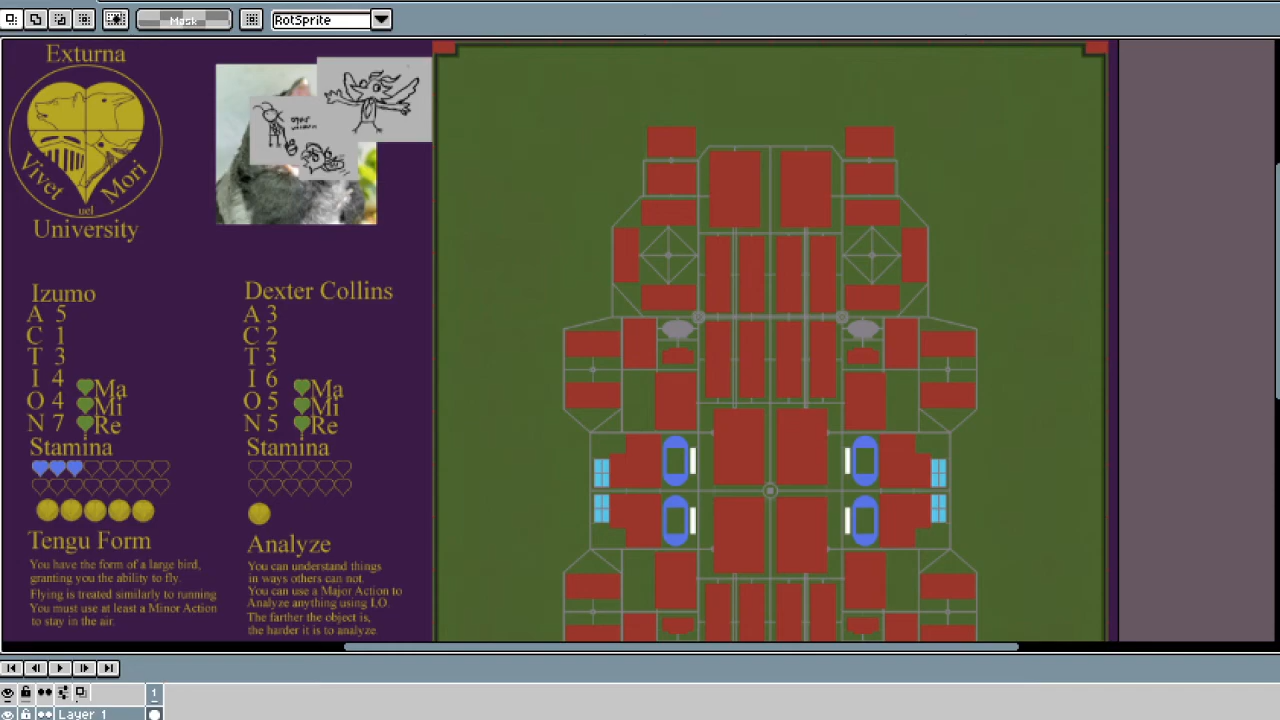 Mask
RotSprite
Exturna
Vivet
uel
Mori
University
Izumo
A 5
C 1
T 3
I 4
O 4
N 7
Ma
Mi
Re
Stamina
Tengu Form
You have the form of a large bird,
granting you the ability to fly.
Flying is treated similarly to running
You must use at least a Minor Action
to stay in the air.
Dexter Collins
A 3
C 2
T 3
I 6
O 5
N 5
Ma
Mi
Re
Stamina
Analyze
You can understand things
in ways others can not.
You can use a Major Action to
Analyze anything using I.O.
The farther the object is,
the harder it is to analyze
1
Layer 1